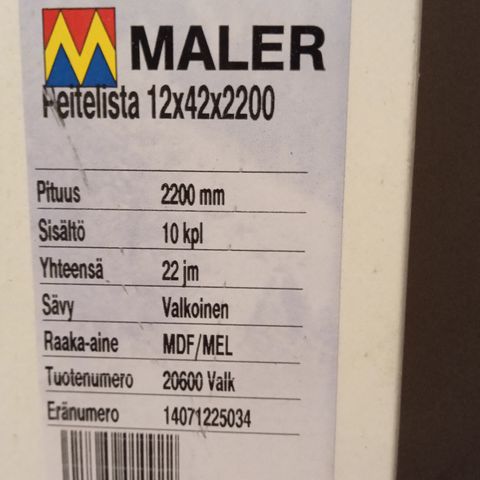 MALER
Peitelista 12x42x2200
Pituus 2200 mm
Sisältö 10 kpl
Yhteensä 22 jm
Sävy Valkoinen
Raaka-aine MDF/MEL
Tuotenumero 20600 Valk
Eränumero 14071225034